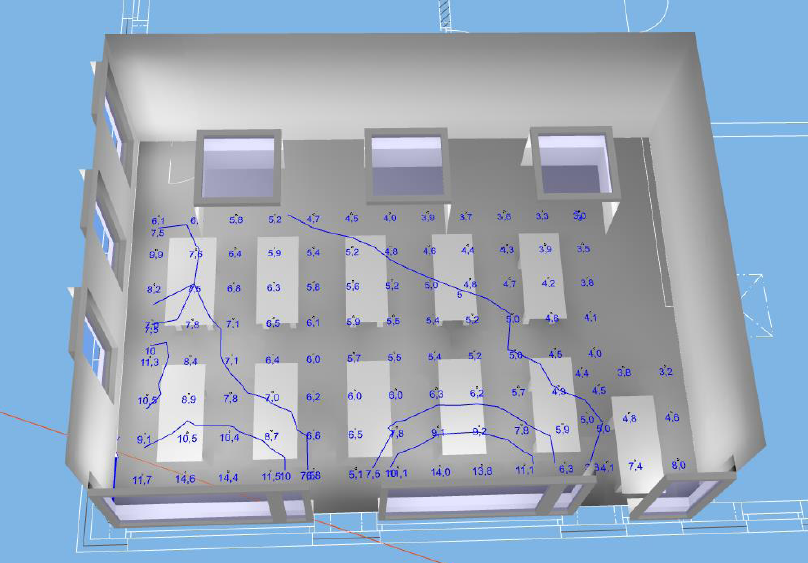 6,1 6, 5,8 5,2 4,7 4,5 4,0 3,9 3,7 3,6 3,3 3,0
7,5
9,9 7,6 6,4 5,9 5,4 5,2 4,8 4,6 4,4 4,3 3,9 3,5
8,2 7,5 6,8 6,3 5,8 5,6 5,2 5,0 4,8 4,7 4,2 3,8
5
7,8 7,1 6,5 6,1 5,9 5,5 5,4 5,2 5,0 4,6 4,1
7,5
10
11,3 8,4 7,1 6,4 6,0 5,7 5,5 5,4 5,2 5,0 4,5 4,0
4,4 3,8 3,2
10,5 8,9 7,8 7,0 6,2 6,0 6,0 6,3 6,2 5,7 4,9 4,5
5,0 4,8 4,6
9,1 10,5 10,4 8,7 6,6 6,5 7,8 9,1 9,2 7,8 5,9 5,0
11,7 14,6 14,4 11,5 10 5,1 7,5 14,0 13,8 11,1 6,3 4,1 7,4 8,0